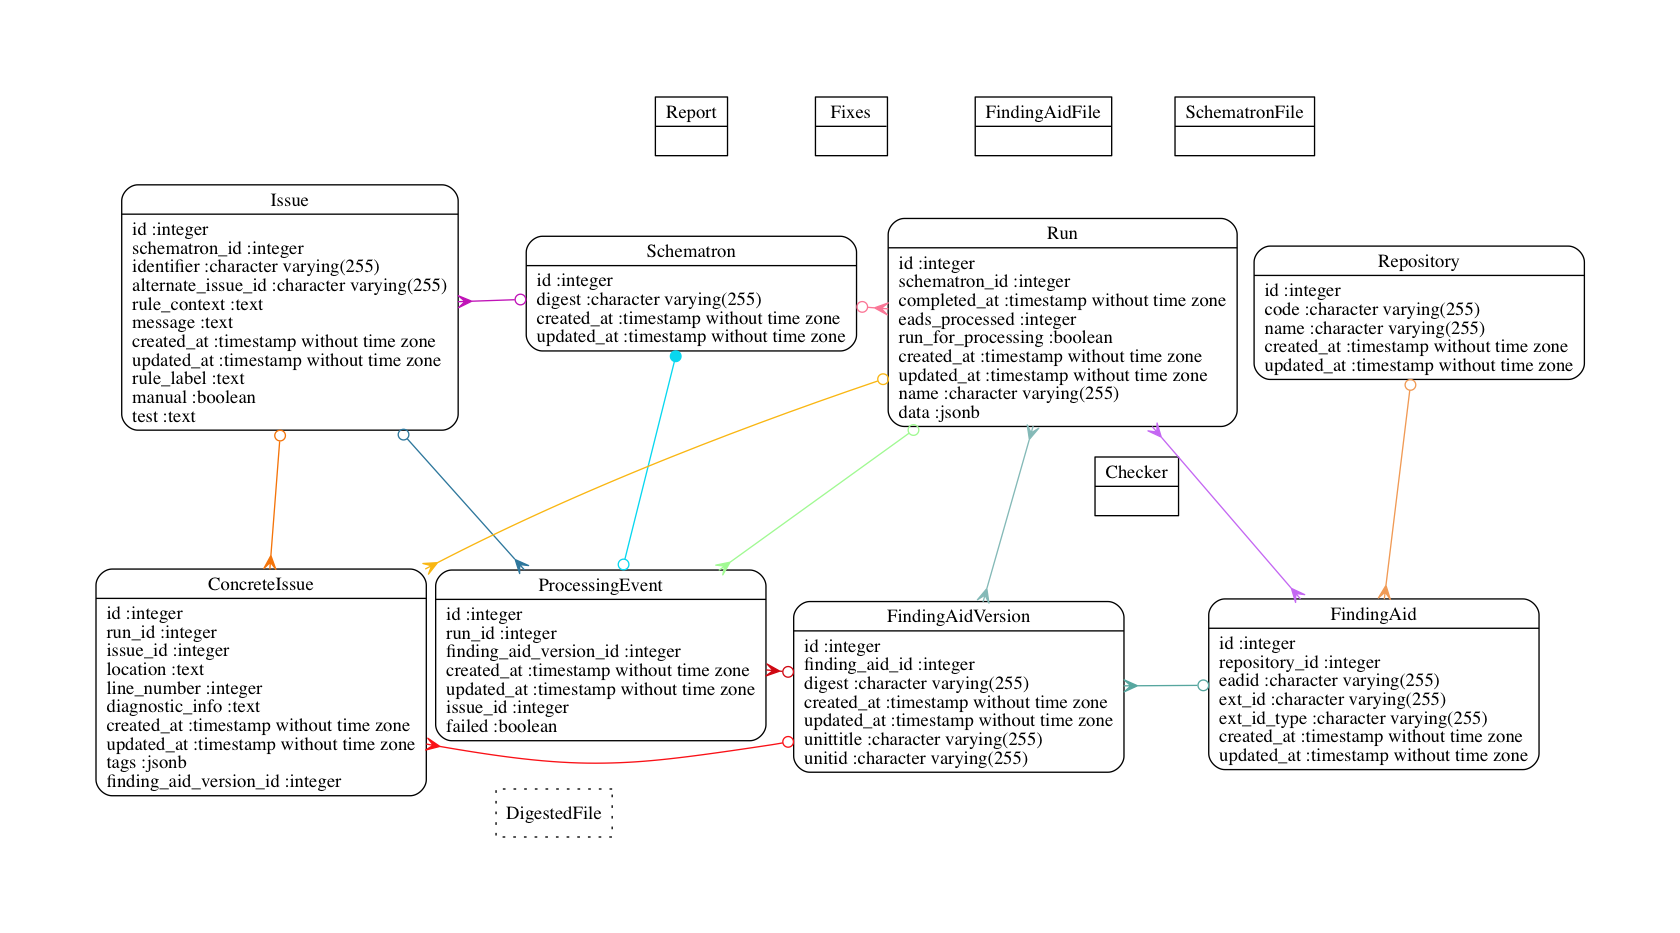 Report
Fixes
FindingAidFile
SchematronFile
Issue
id :integer
schematron_id :integer
identifier :character varying(255)
alternate_issue_id :character varying(255)
rule_context :text
message :text
created_at :timestamp without time zone
updated_at :timestamp without time zone
rule_label :text
manual :boolean
test :text
Schematron
id :integer
digest :character varying(255)
created_at :timestamp without time zone
updated_at :timestamp without time zone
Run
id :integer
schematron_id :integer
completed_at :timestamp without time zone
eads_processed :integer
run_for_processing :boolean
created_at :timestamp without time zone
updated_at :timestamp without time zone
name :character varying(255)
data :jsonb
Repository
id :integer
code :character varying(255)
name :character varying(255)
created_at :timestamp without time zone
updated_at :timestamp without time zone
Checker
ConcreteIssue
id :integer
run_id :integer
issue_id :integer
location :text
line_number :integer
diagnostic_info :text
created_at :timestamp without time zone
updated_at :timestamp without time zone
tags :jsonb
finding_aid_version_id :integer
ProcessingEvent
id :integer
run_id :integer
finding_aid_version_id :integer
created_at :timestamp without time zone
updated_at :timestamp without time zone
issue_id :integer
failed :boolean
FindingAidVersion
id :integer
finding_aid_id :integer
digest :character varying(255)
created_at :timestamp without time zone
updated_at :timestamp without time zone
unittitle :character varying(255)
unitid :character varying(255)
FindingAid
id :integer
repository_id :integer
eadid :character varying(255)
ext_id :character varying(255)
ext_id_type :character varying(255)
created_at :timestamp without time zone
updated_at :timestamp without time zone
DigestedFile